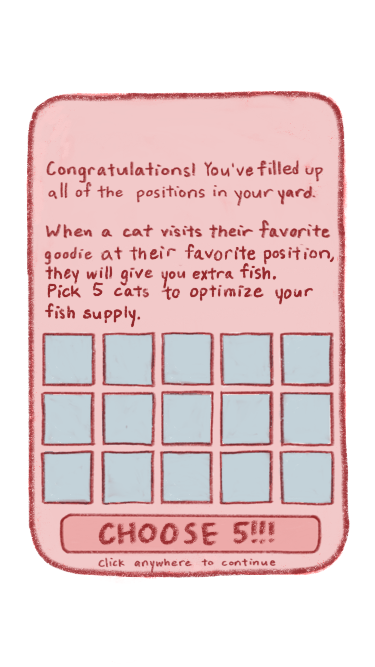 Congratulations! You've filled up
all of the positions in your yard.
When a cat visits their favorite
goodie at their favorite position,
they will give you extra fish.
Pick 5 cats to optimize your
fish supply.
CHOOSE 5!!!
click anywhere to continue